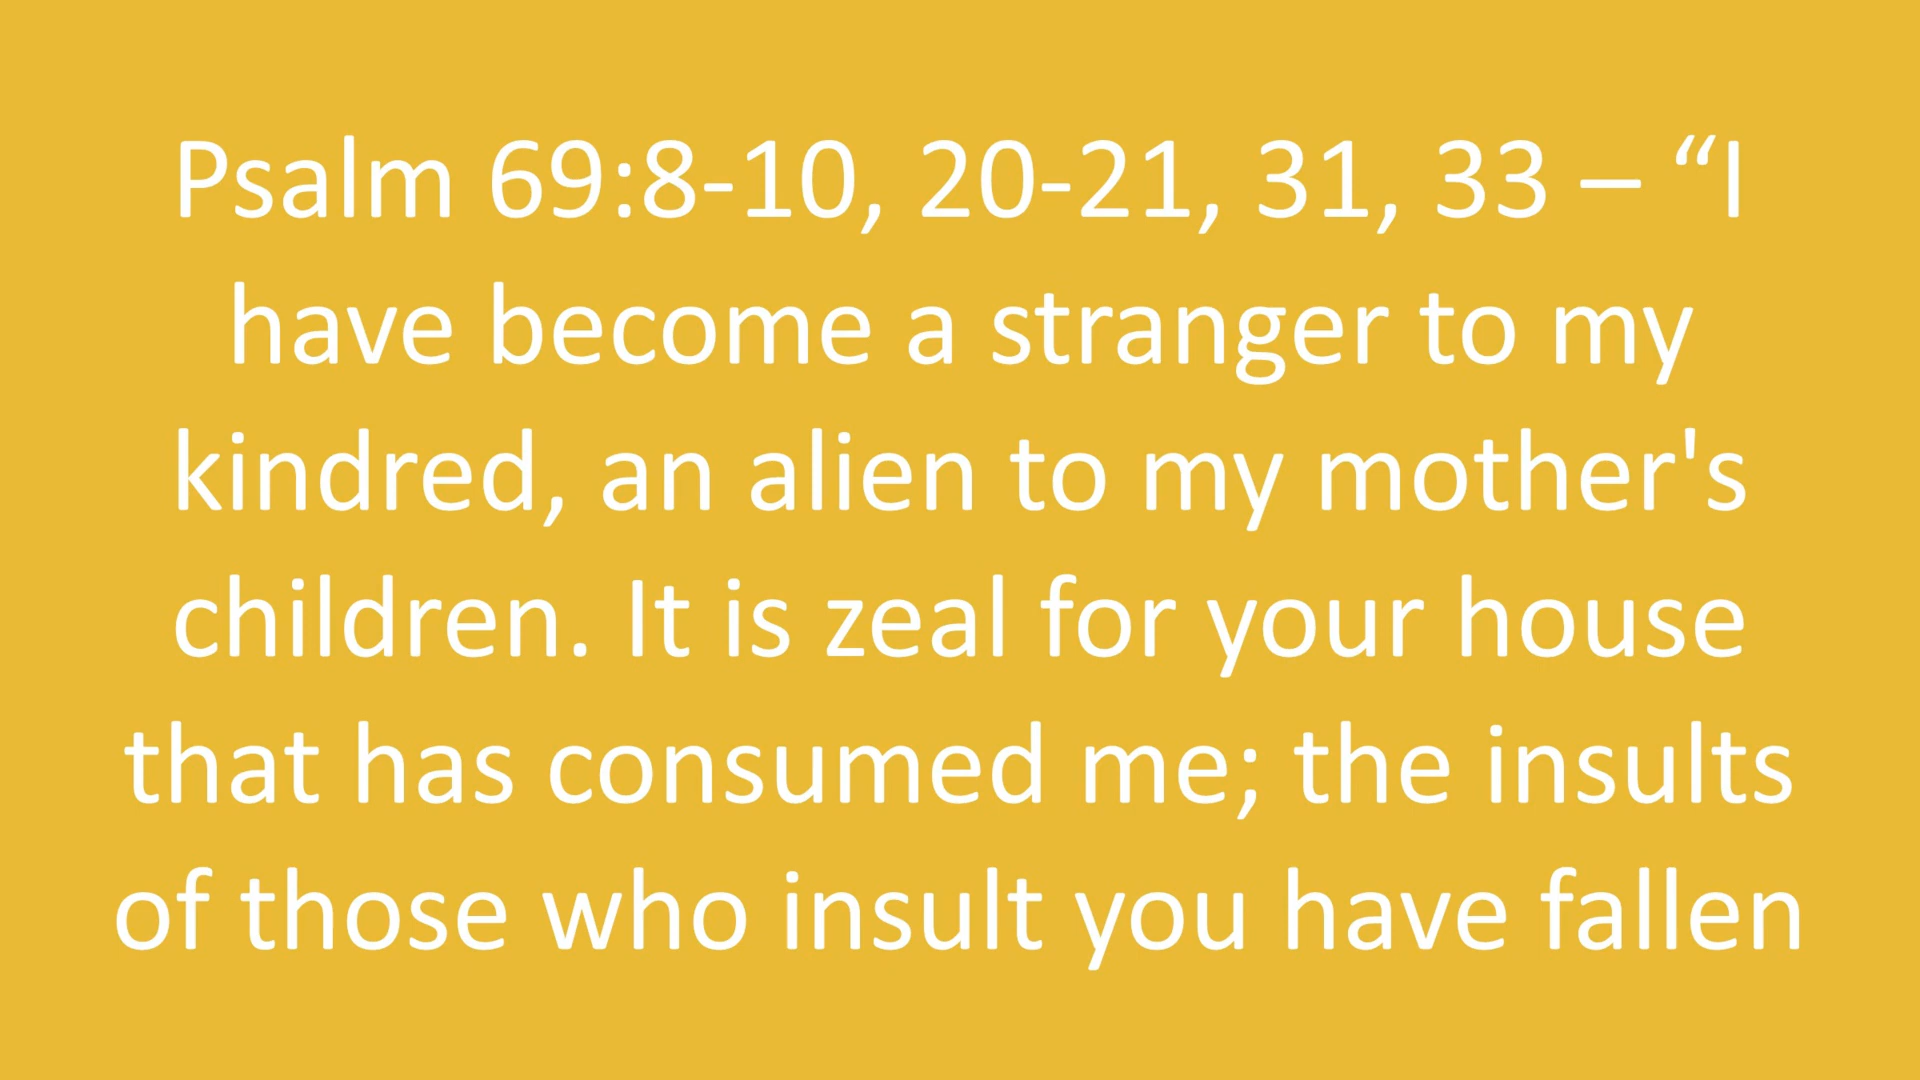 Psalm 69:8-10, 20-21, 31, 33 – “I
have become a stranger to my
kindred, an alien to my mother's
children. It is zeal for your house
that has consumed me; the insults
of those who insult you have fallen